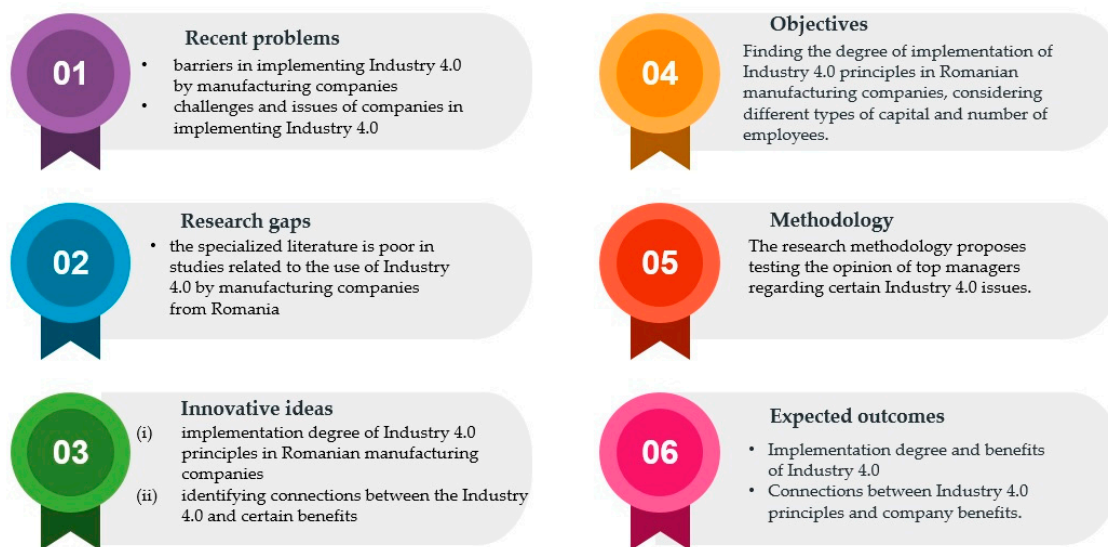 01
Recent problems
• barriers in implementing Industry 4.0
by manufacturing companies
• challenges and issues of companies in
implementing Industry 4.0
02
Research gaps
• the specialized literature is poor in
studies related to the use of Industry
4.0 by manufacturing companies
from Romania
03
Innovative ideas
(i) implementation degree of Industry 4.0
principles in Romanian manufacturing
companies
(ii) identifying connections between the Industry
4.0 and certain benefits
04
Objectives
Finding the degree of implementation of
Industry 4.0 principles in Romanian
manufacturing companies, considering
different types of capital and number of
employees.
05
Methodology
The research methodology proposes
testing the opinion of top managers
regarding certain Industry 4.0 issues.
06
Expected outcomes
• Implementation degree and benefits
of Industry 4.0
• Connections between Industry 4.0
principles and company benefits.